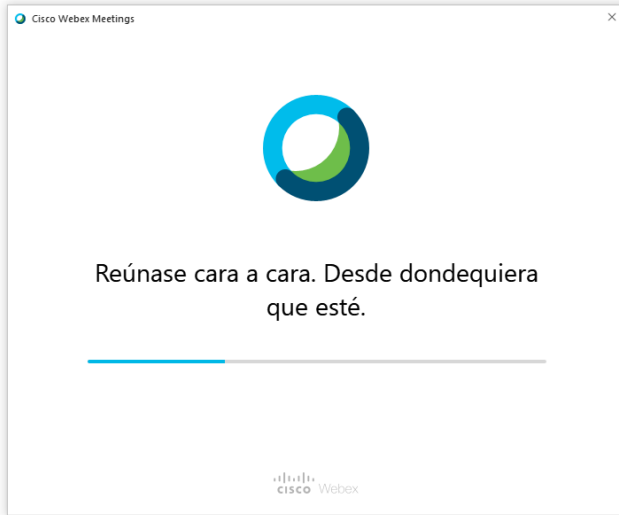 Cisco Webex Meetings
Reúnase cara a cara. Desde dondequiera
que esté.
CISCO Webex